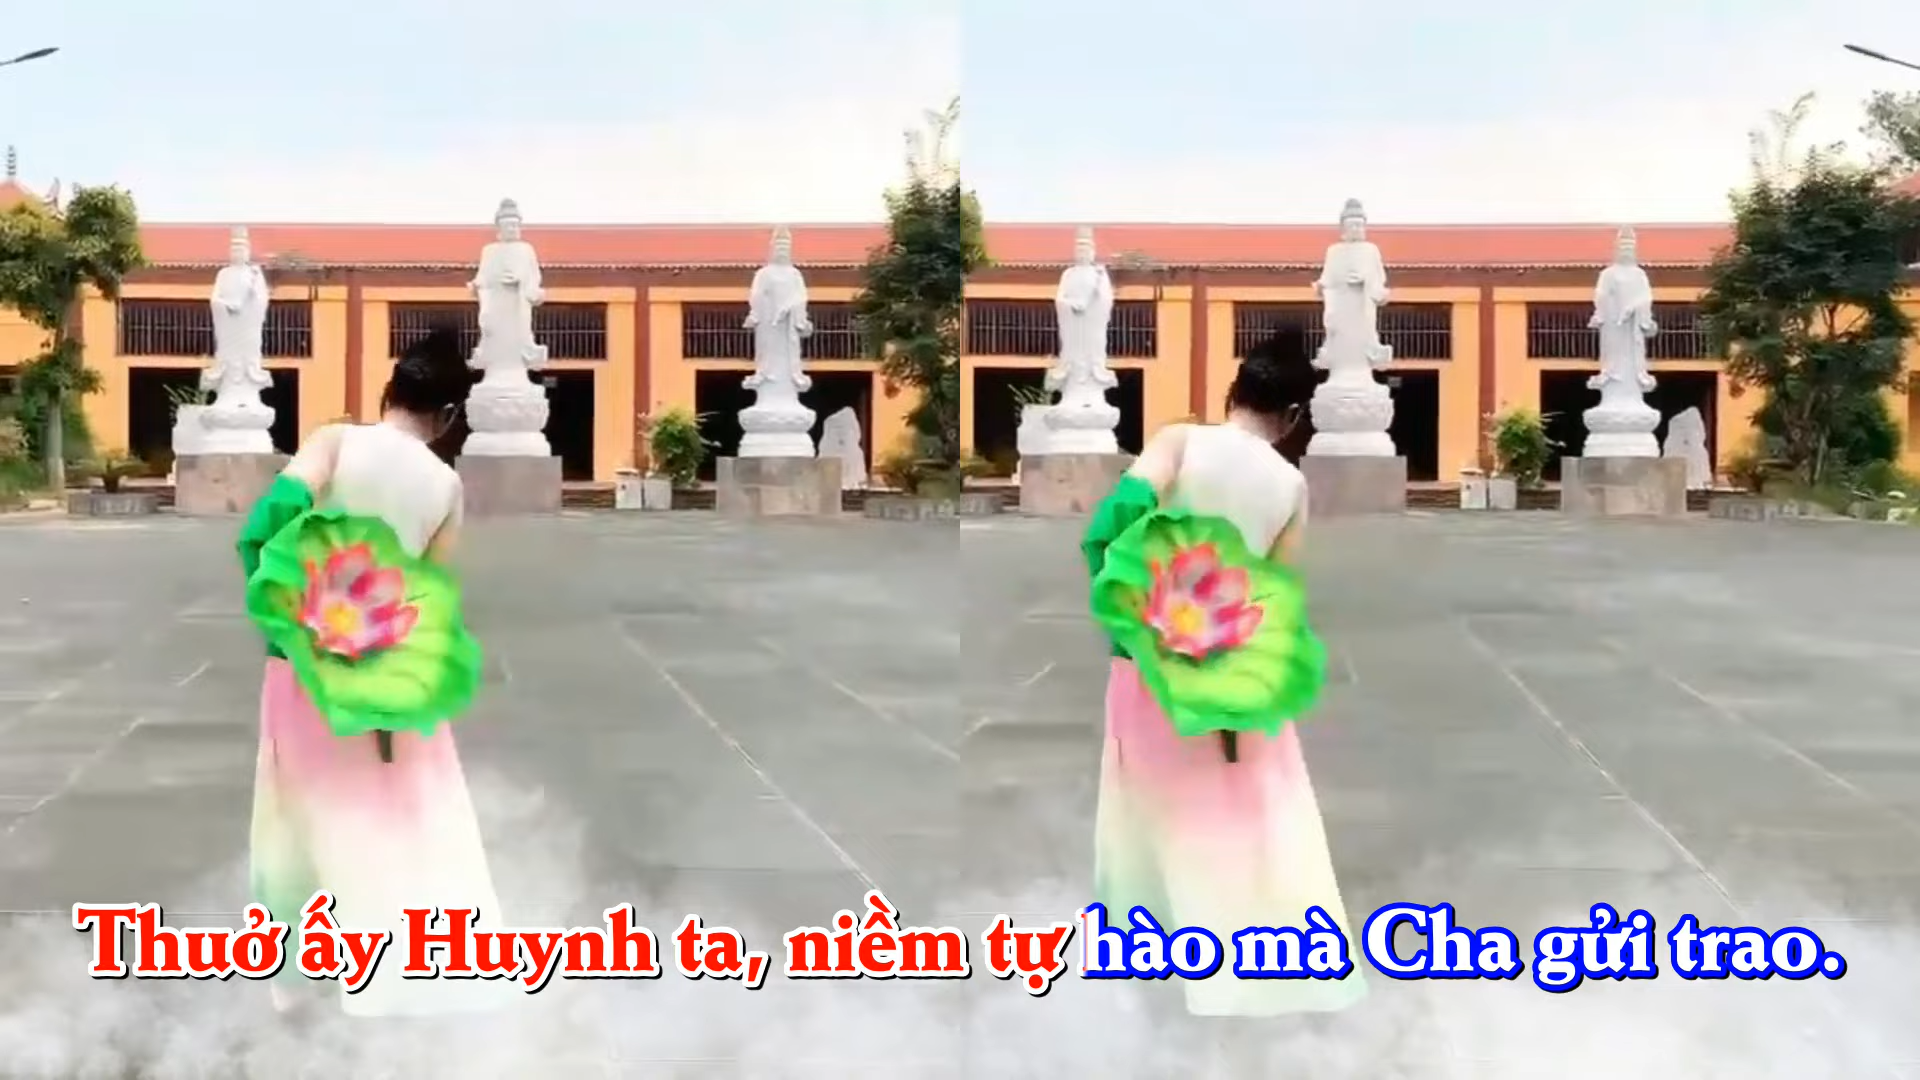 Thuở ấy Huynh ta, niềm tự hào mà Cha gửi trao.